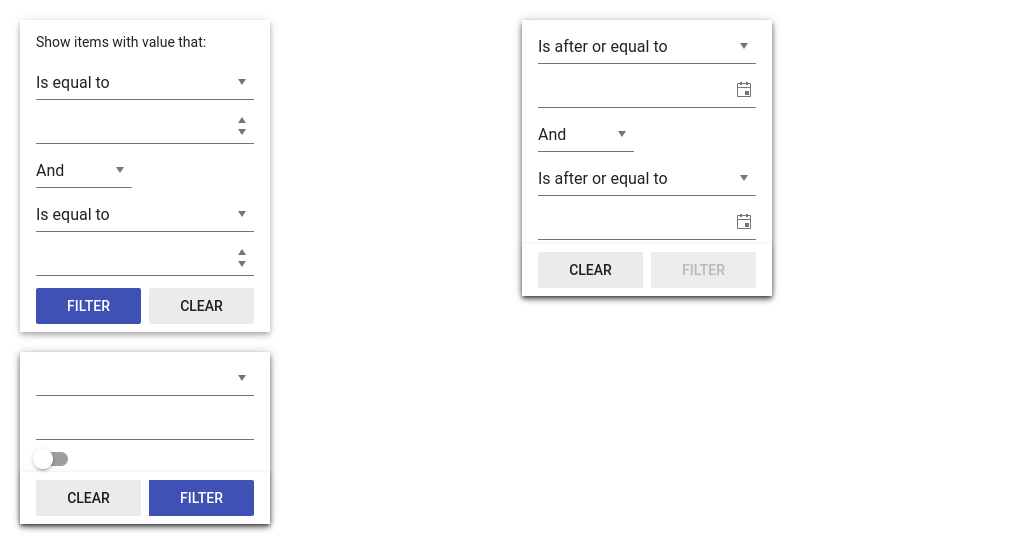 Show items with value that:
Is equal to
And
Is equal to
FILTER CLEAR
CLEAR FILTER
Is after or equal to
And
Is after or equal to
CLEAR FILTER